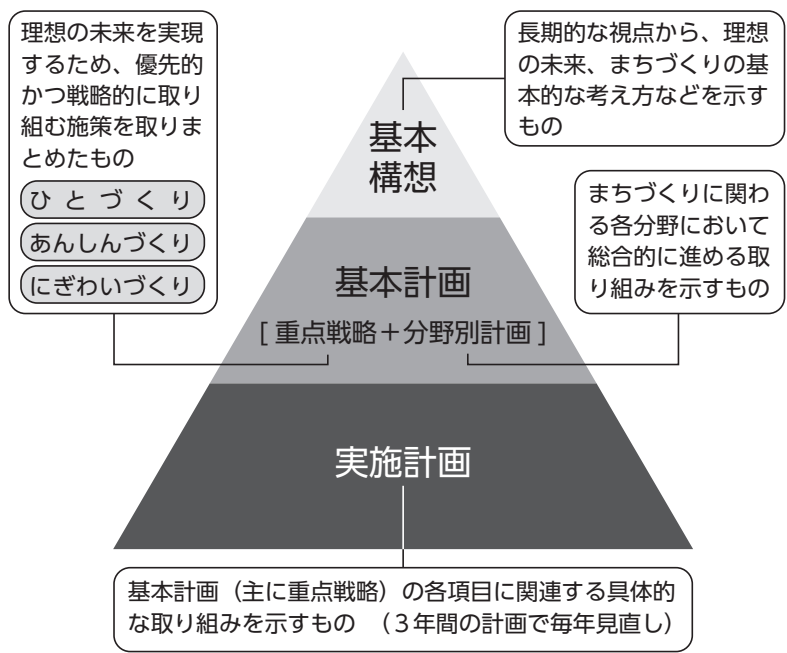 理想の未来を実現
するため、優先的
かつ戦略的に取り
組む施策を取りま
とめたもの
ひとづくり
あんしんづくり
にぎわいづくり
長期的な視点から、理想
の未来、まちづくりの基
本的な考え方などを示す
もの
基本
構想
まちづくりに関わ
る各分野において
総合的に進める取
り組みを示すもの
基本計画
[重点戦略＋分野別計画]
実施計画
基本計画（主に重点戦略）の各項目に関連する具体的
な取り組みを示すもの （３年間の計画で毎年見直し）